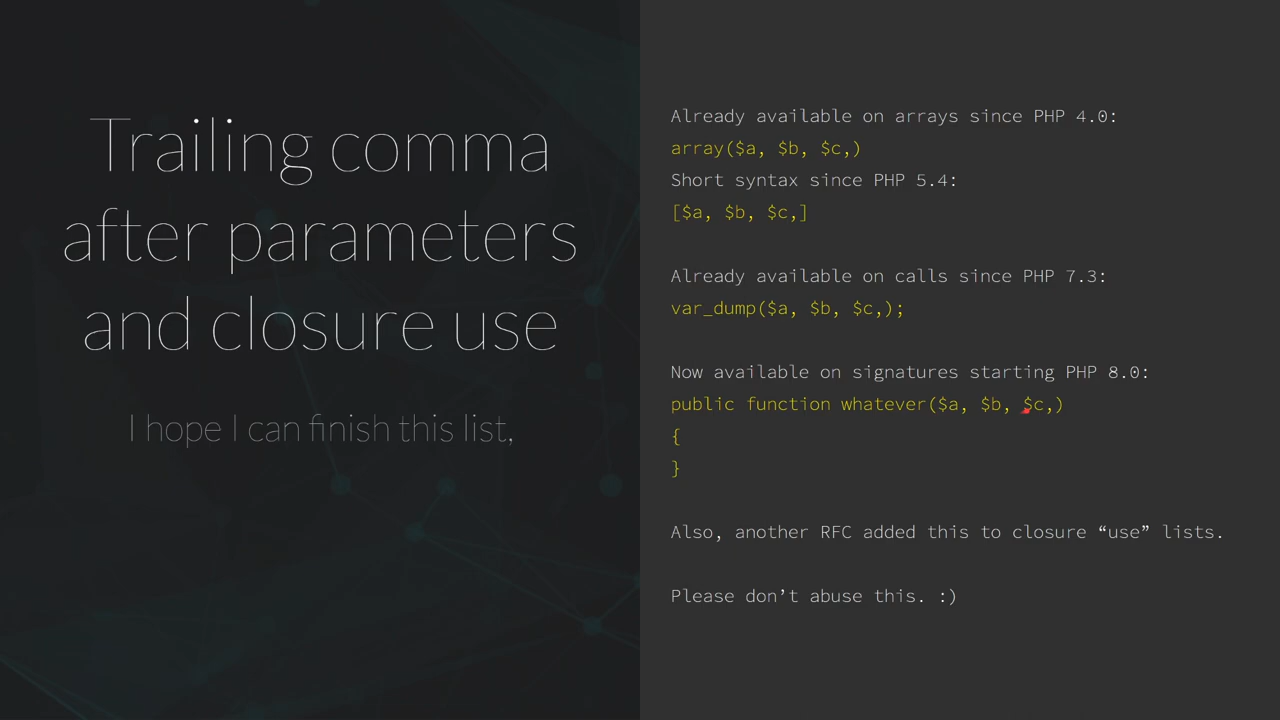 Trailing comma
after parameters
and closure use
I hope I can finish this list,
Already available on arrays since PHP 4.0:
array($a, $b, $c,)
Short syntax since PHP 5.4:
[$a, $b, $c,]
Already available on calls since PHP 7.3:
var_dump($a, $b, $c,);
Now available on signatures starting PHP 8.0:
public function whatever($a, $b, $c,)
{
}
Also, another RFC added this to closure “use” lists.
Please don’t abuse this. :)